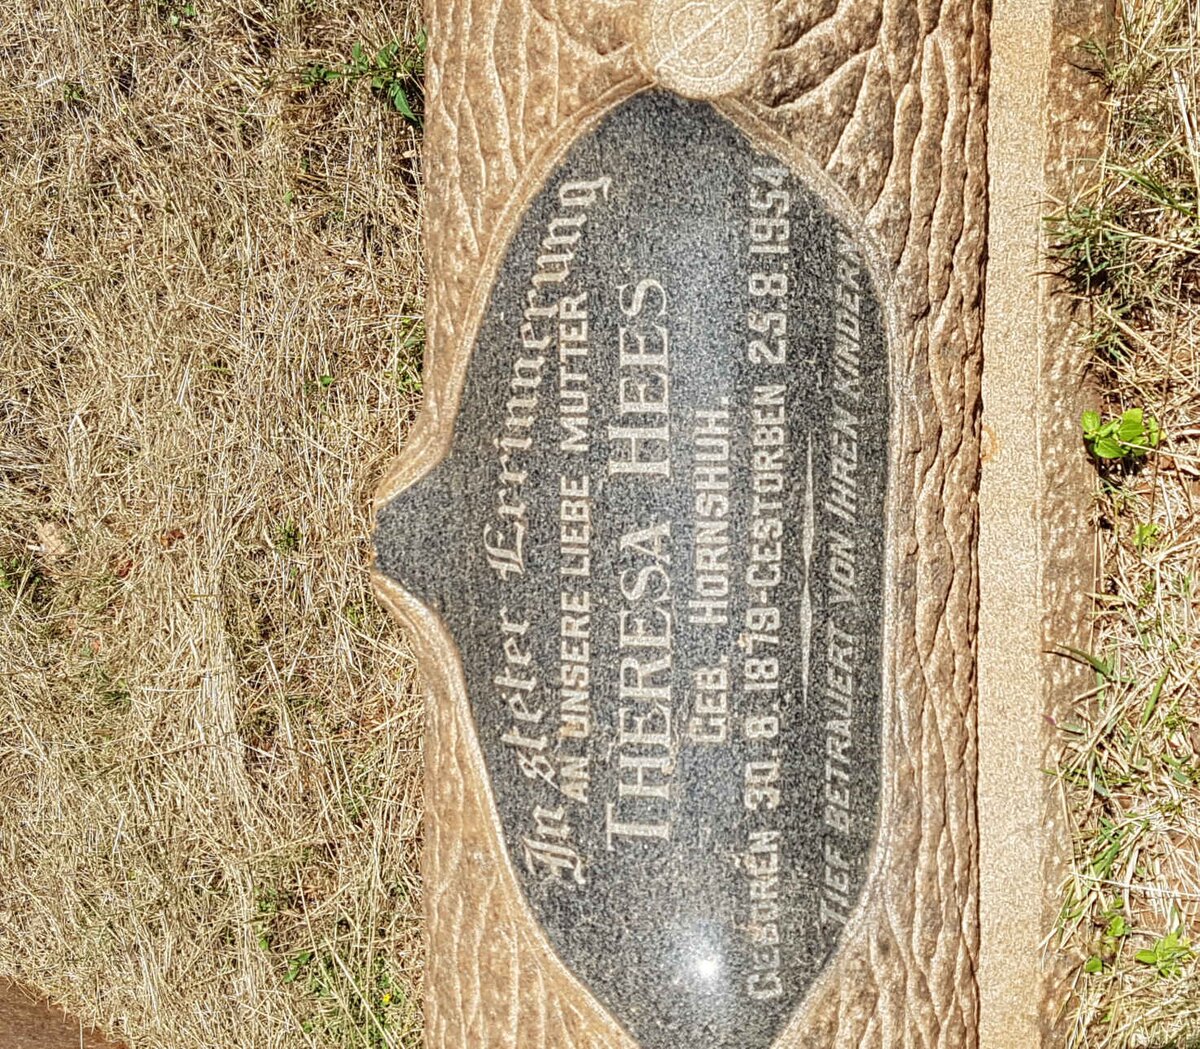 In steter Errinnerung
AN UNSERE LIEBE MUTTER
THERESA HEES
GEB. HORNSHUH.
GEBOREN 30.8.1879-GESTORBEN 25.8.1954
TIEF BETRAUERT VON IHREN KINDERN